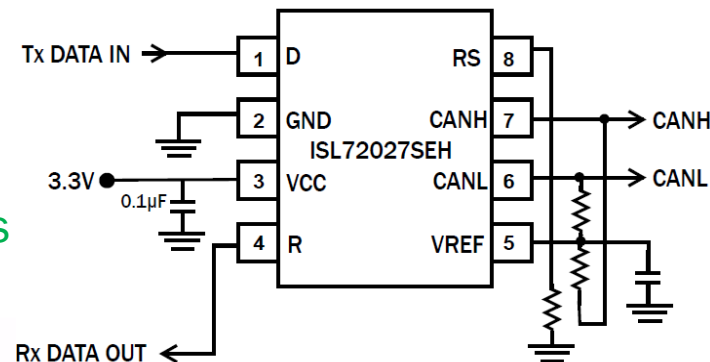 Tx DATA IN
1
D
RS
8
2
GND
CANH
7
CANH
ISL72027SEH
3.3V
3
VCC
CANL
6
CANL
0.1µF
s
4
R
VREF
5
Rx DATA OUT